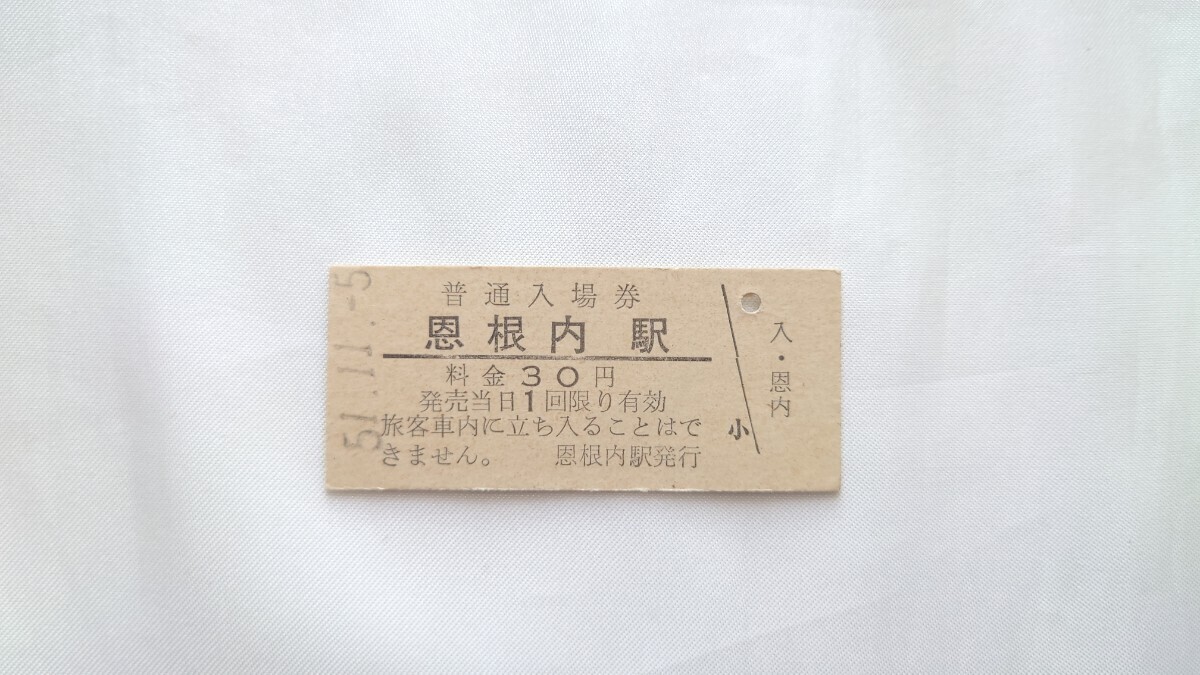 51.11.-5
普通入場券
恩根内駅
料金30円
発売当日1回限り有効
旅客車内に立ち入ることはで
きません。 恩根内駅発行
小
入・恩内